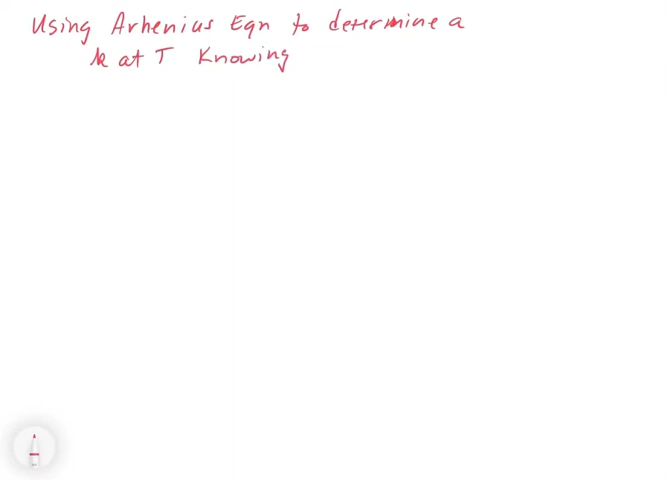 Using Arhenius Eqn to determine a
k at T Knowing